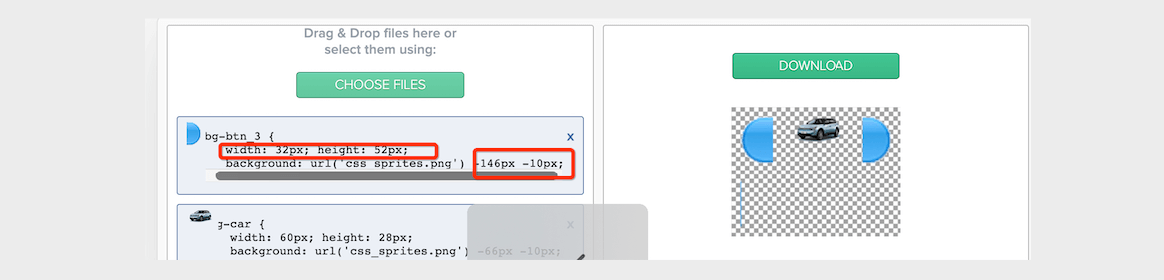 Drag & Drop files here or
select them using:
CHOOSE FILES
bg-btn_3 {
width: 32px; height: 52px;
background: url('css_sprites.png') -146px -10px;
x
g-car {
width: 60px; height: 28px;
background: url('css_sprites.png') -66px -10px;
x
DOWNLOAD